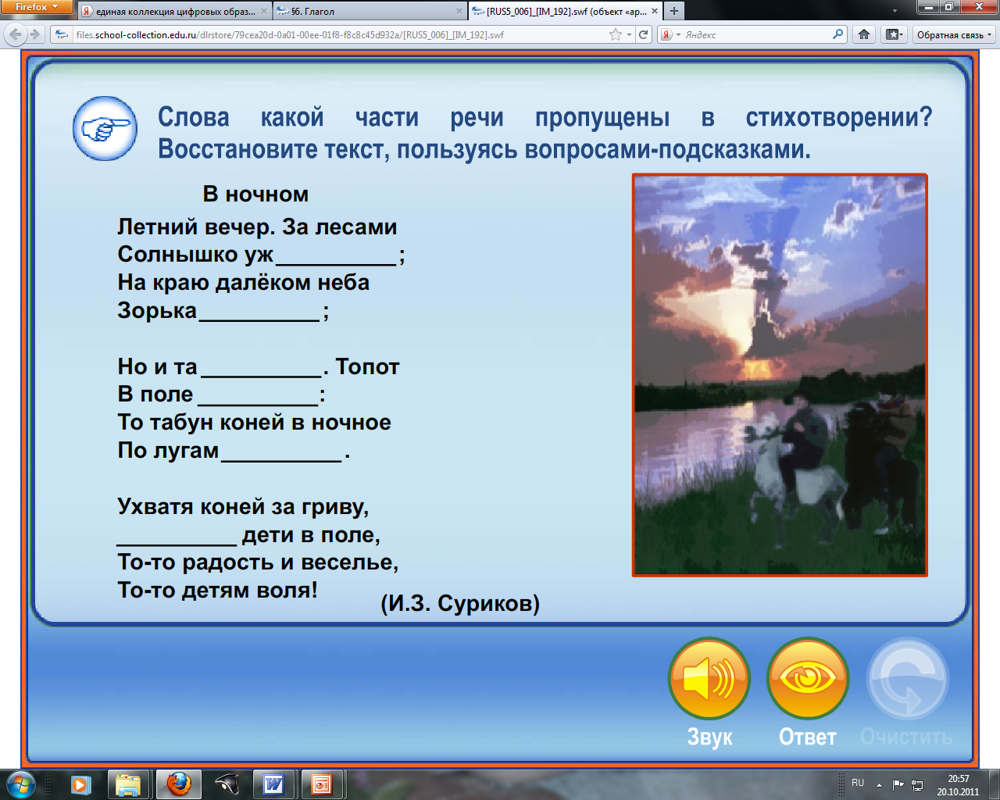 Firefox
единая коллекция цифровых образ...
§6. Глагол
[RUS5_006]_[IM_192].swf (объект «ар...
files.school-collection.edu.ru/dlrstore/79cea20d-0a01-00ee-01f8-f8c8c45d932a/[RUS5_006]_[IM_192].swf
Яндекс
Обратная связь
Слова какой части речи пропущены в стихотворении?
Восстановите текст, пользуясь вопросами-подсказками.
В ночном
Летний вечер. За лесами
Солнышко уж__________;
На краю далёком неба
Зорька__________;
Но и та__________. Топот
В поле__________:
То табун коней в ночное
По лугам__________.
Ухватя коней за гриву,
__________ дети в поле,
То-то радость и веселье,
То-то детям воля!
(И.З. Суриков)
Звук
Ответ
Очистить
RU
20:57
20.10.2011